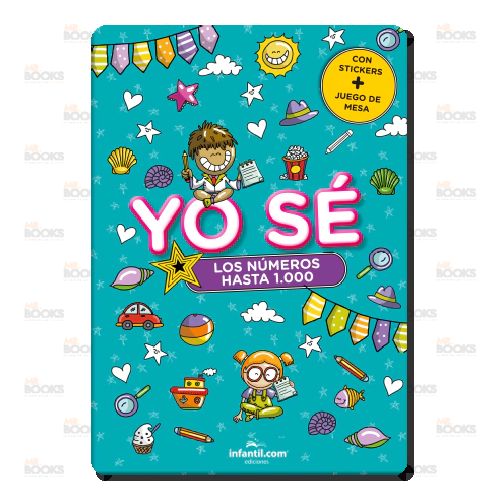 CON
STICKERS
+
JUEGO DE
MESA
YO SÉ
LOS NÚMEROS
HASTA 1.000
infantil.com
ediciones